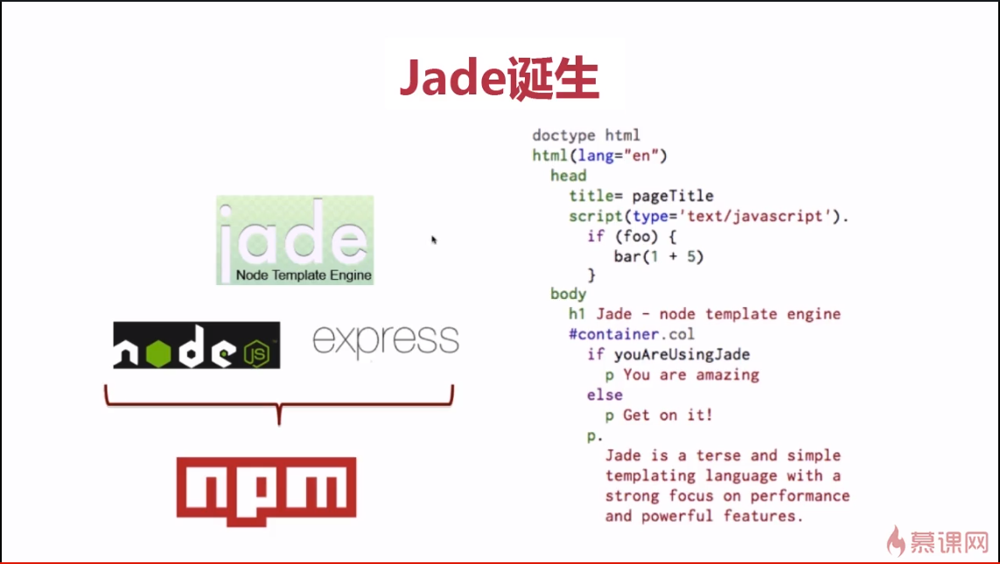 Jade诞生
jade
Node Template Engine
node JS ™
express
npm
doctype html
html(lang="en")
head
title= pageTitle
script(type='text/javascript').
if (foo) {
bar(1 + 5)
}
body
h1 Jade - node template engine
#container.col
if youAreUsingJade
p You are amazing
else
p Get on it!
p.
Jade is a terse and simple
templating language with a
strong focus on performance
and powerful features.
慕课网